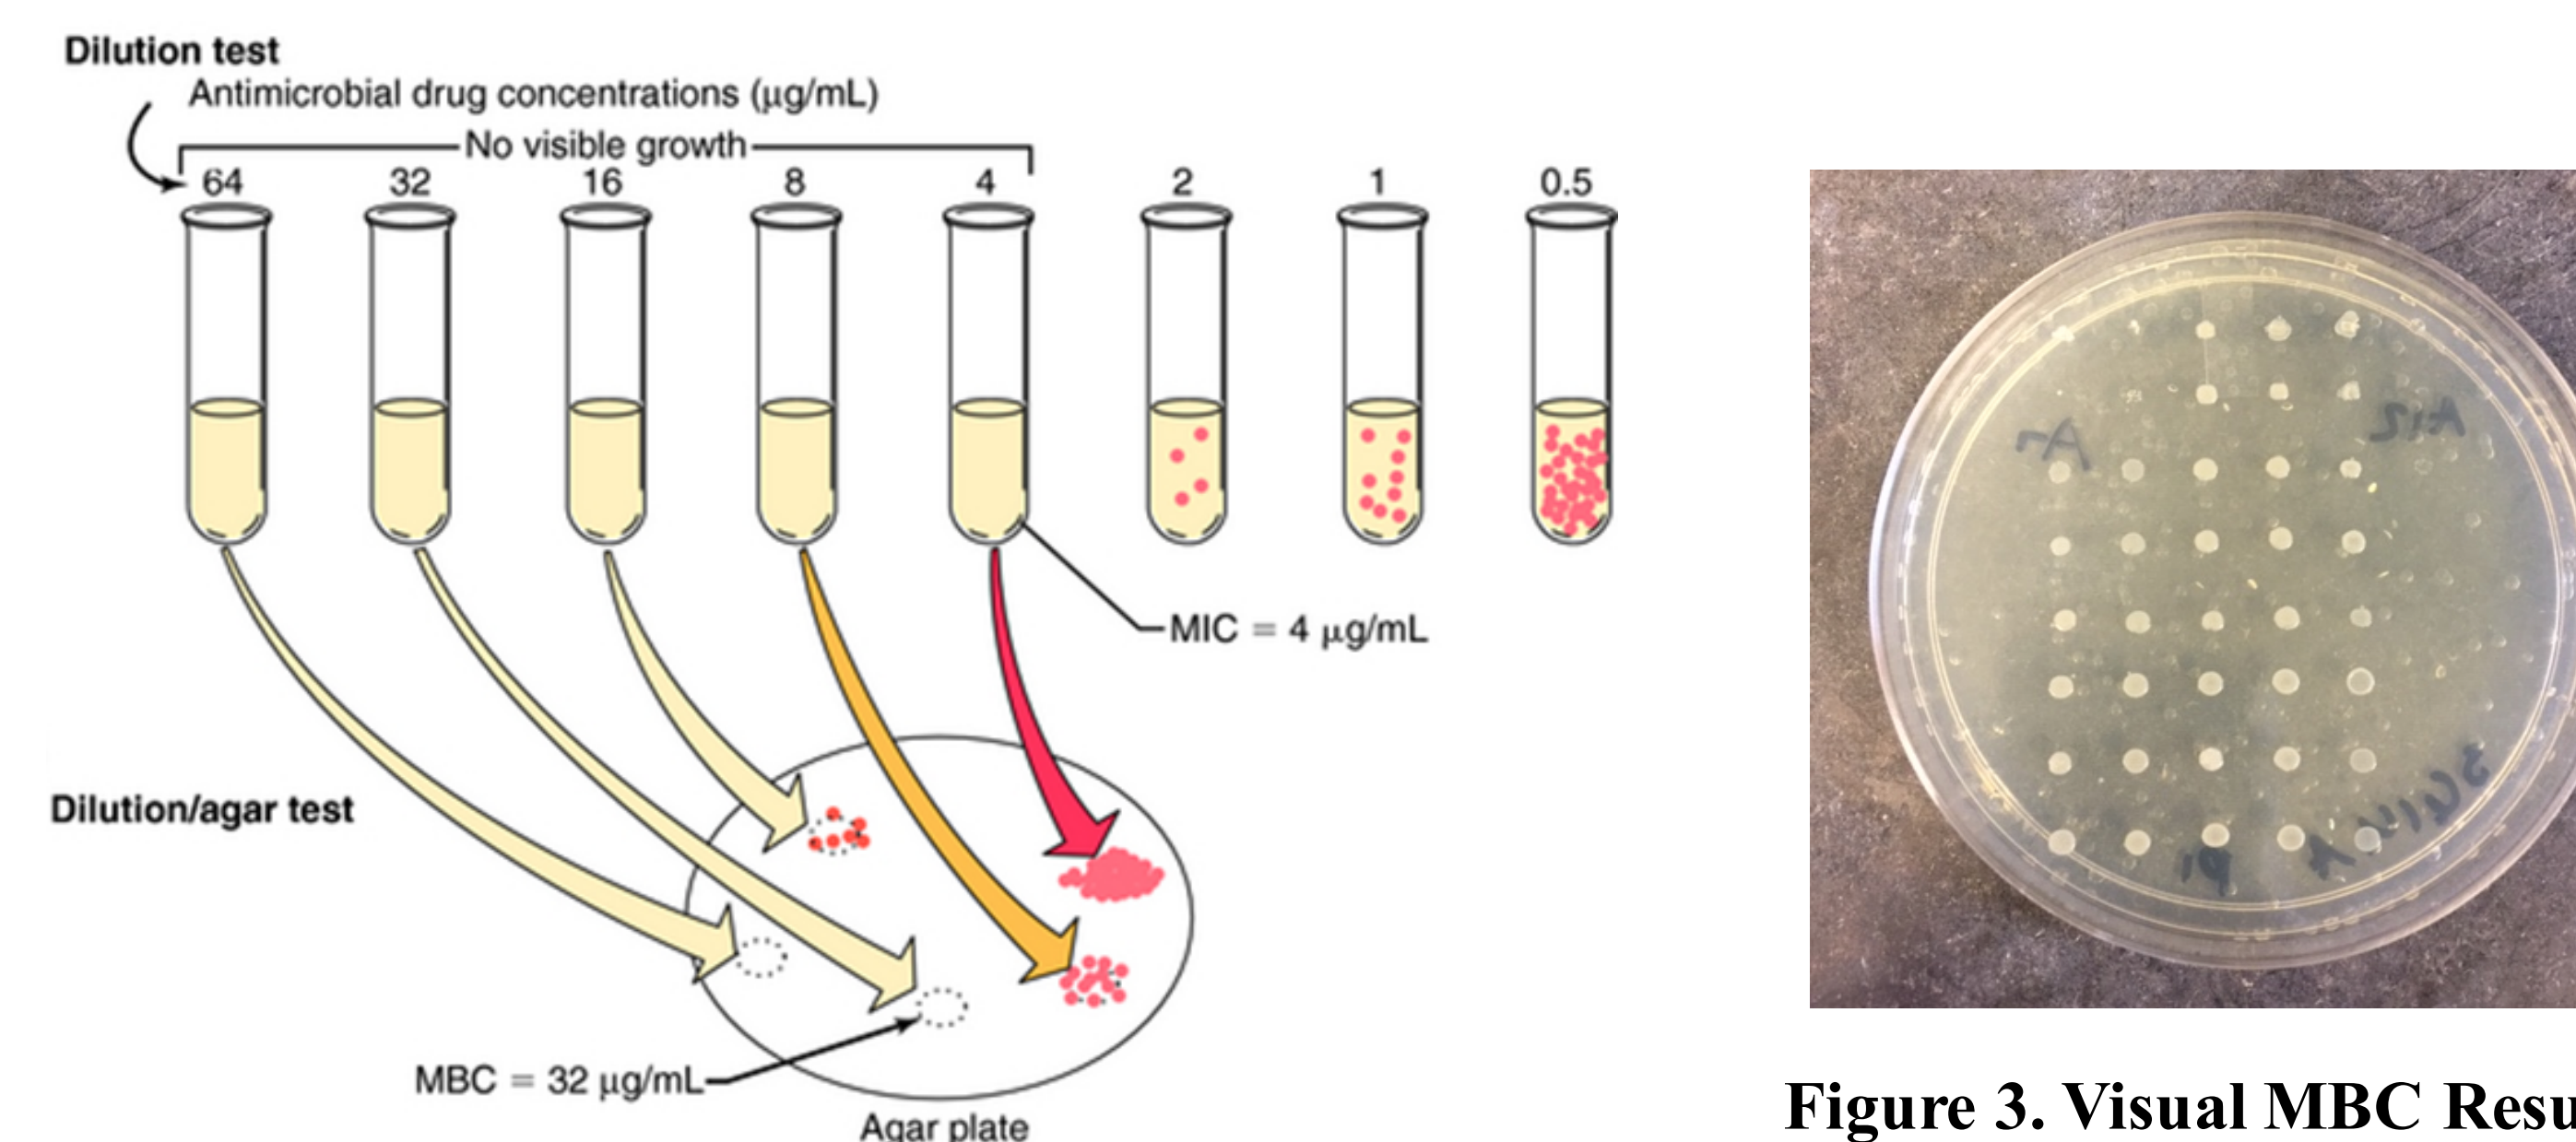 Dilution test
Antimicrobial drug concentrations (μg/mL)
No visible growth
64 32 16 8 4 2 1 0.5
MIC = 4 μg/mL
Dilution/agar test
MBC = 32 μg/mL
Agar plate
Figure 3. Visual MBC Resu